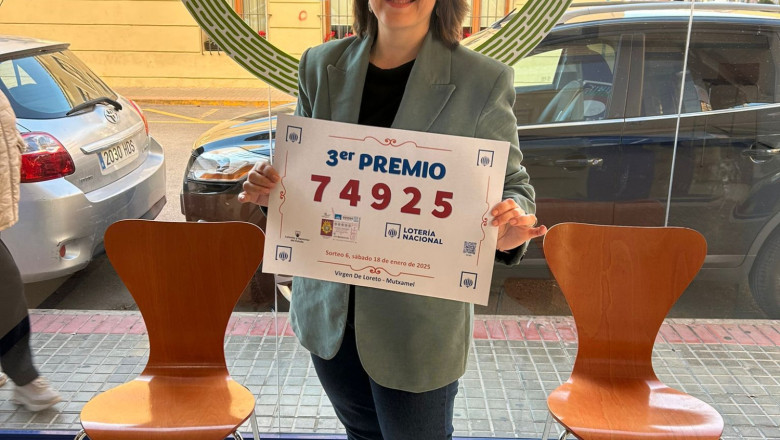 3er PREMIO
74925
LOTERÍA
NACIONAL
Sorteo 6, sábado 18 de enero de 2025
Virgen De Loreto - Mutxamel
2030 HDS